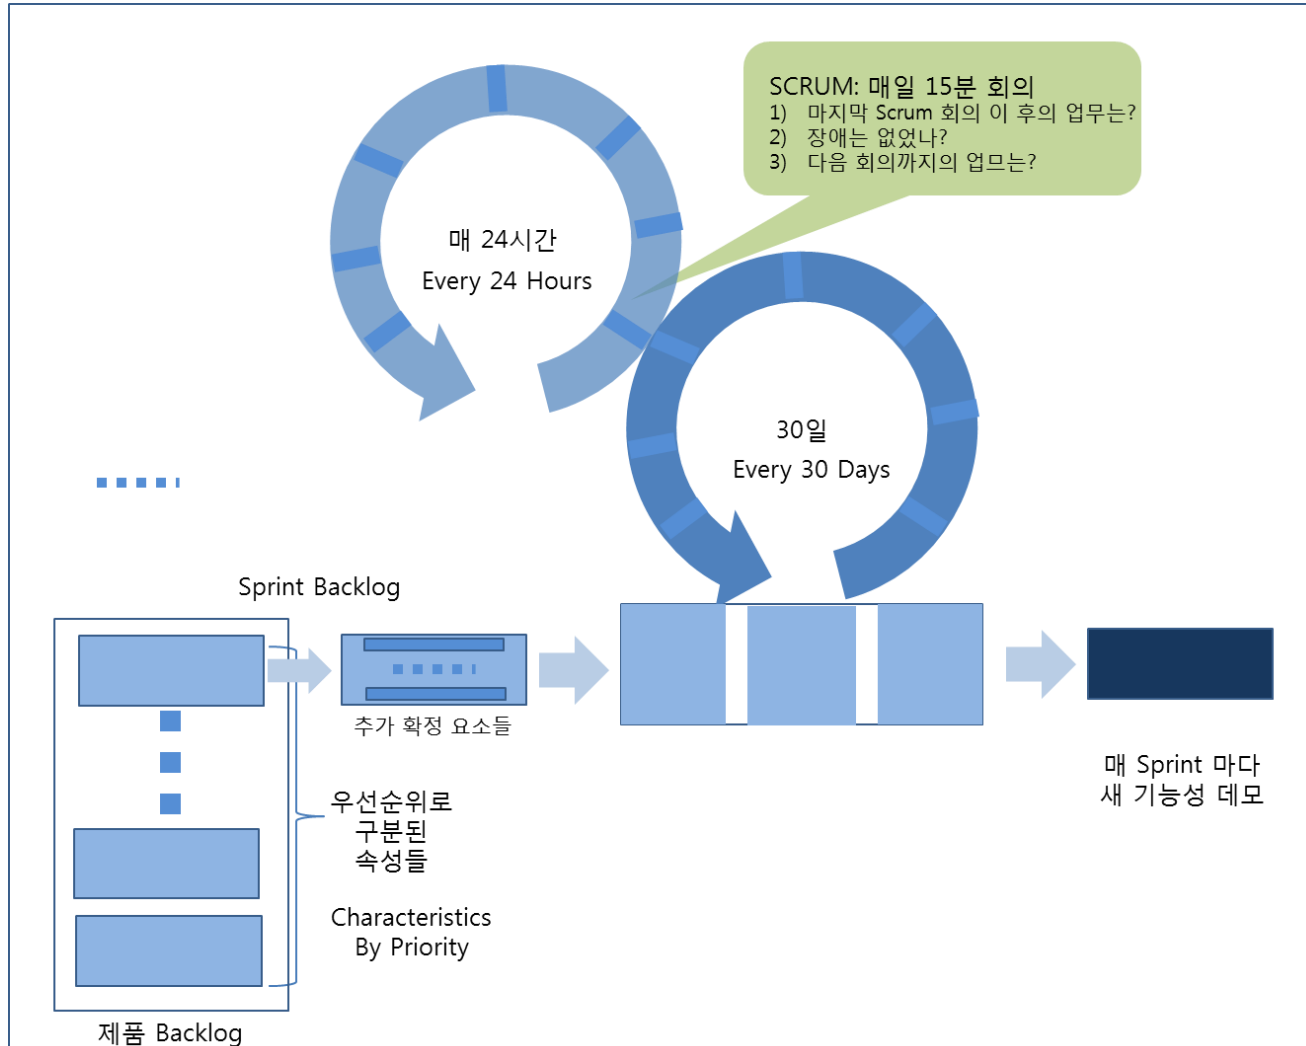 SCRUM: 매일 15분 회의
1) 마지막 Scrum 회의 이 후의 업무는?
2) 장애는 없었나?
3) 다음 회의까지의 업므는?
매 24시간
Every 24 Hours
30일
Every 30 Days
Sprint Backlog
추가 확정 요소들
우선순위로
구분된
속성들
Characteristics
By Priority
매 Sprint 마다
새 기능성 데모
제품 Backlog